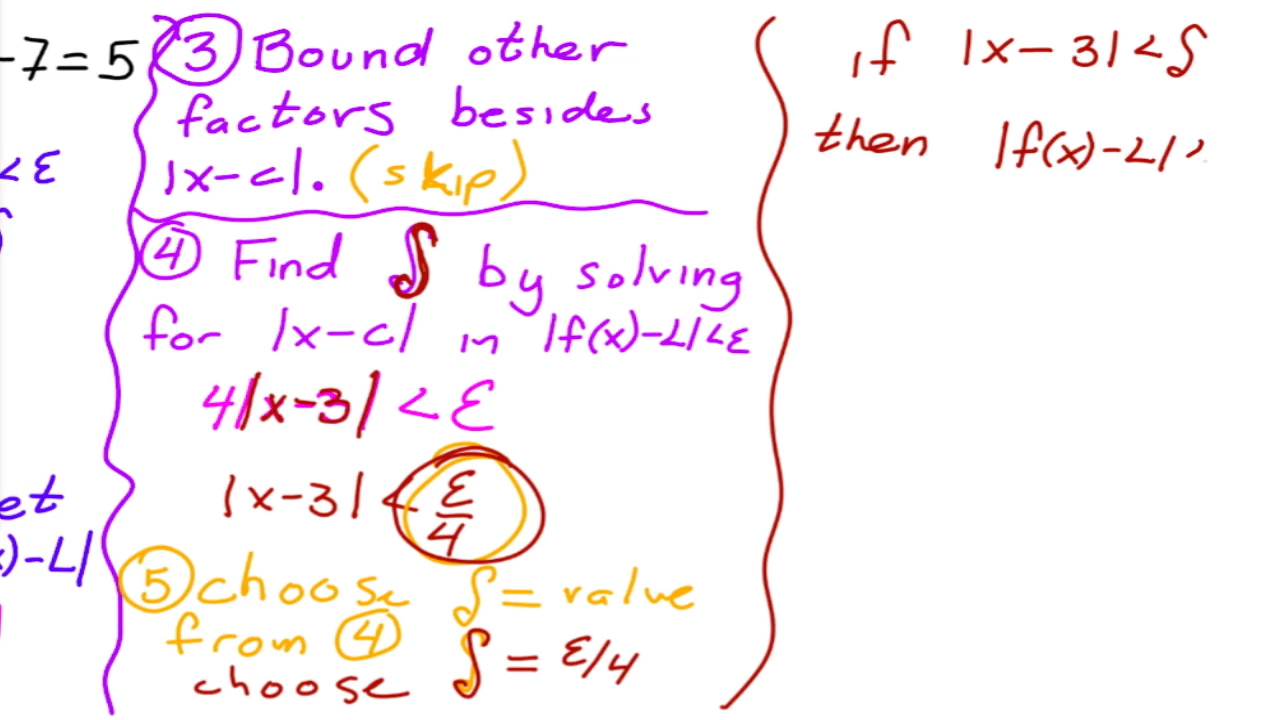 -7=5
<ε
et
)-L|
③ Bound other
factors besides
|x-c|. (skip)
④ Find δ by solving
for |x-c| in |f(x)-L|<ε
4|x-3| < ε
|x-3| < ε/4
⑤ choose δ = value
from ④
choose δ = ε/4
if |x-3|<δ
then |f(x)-L|